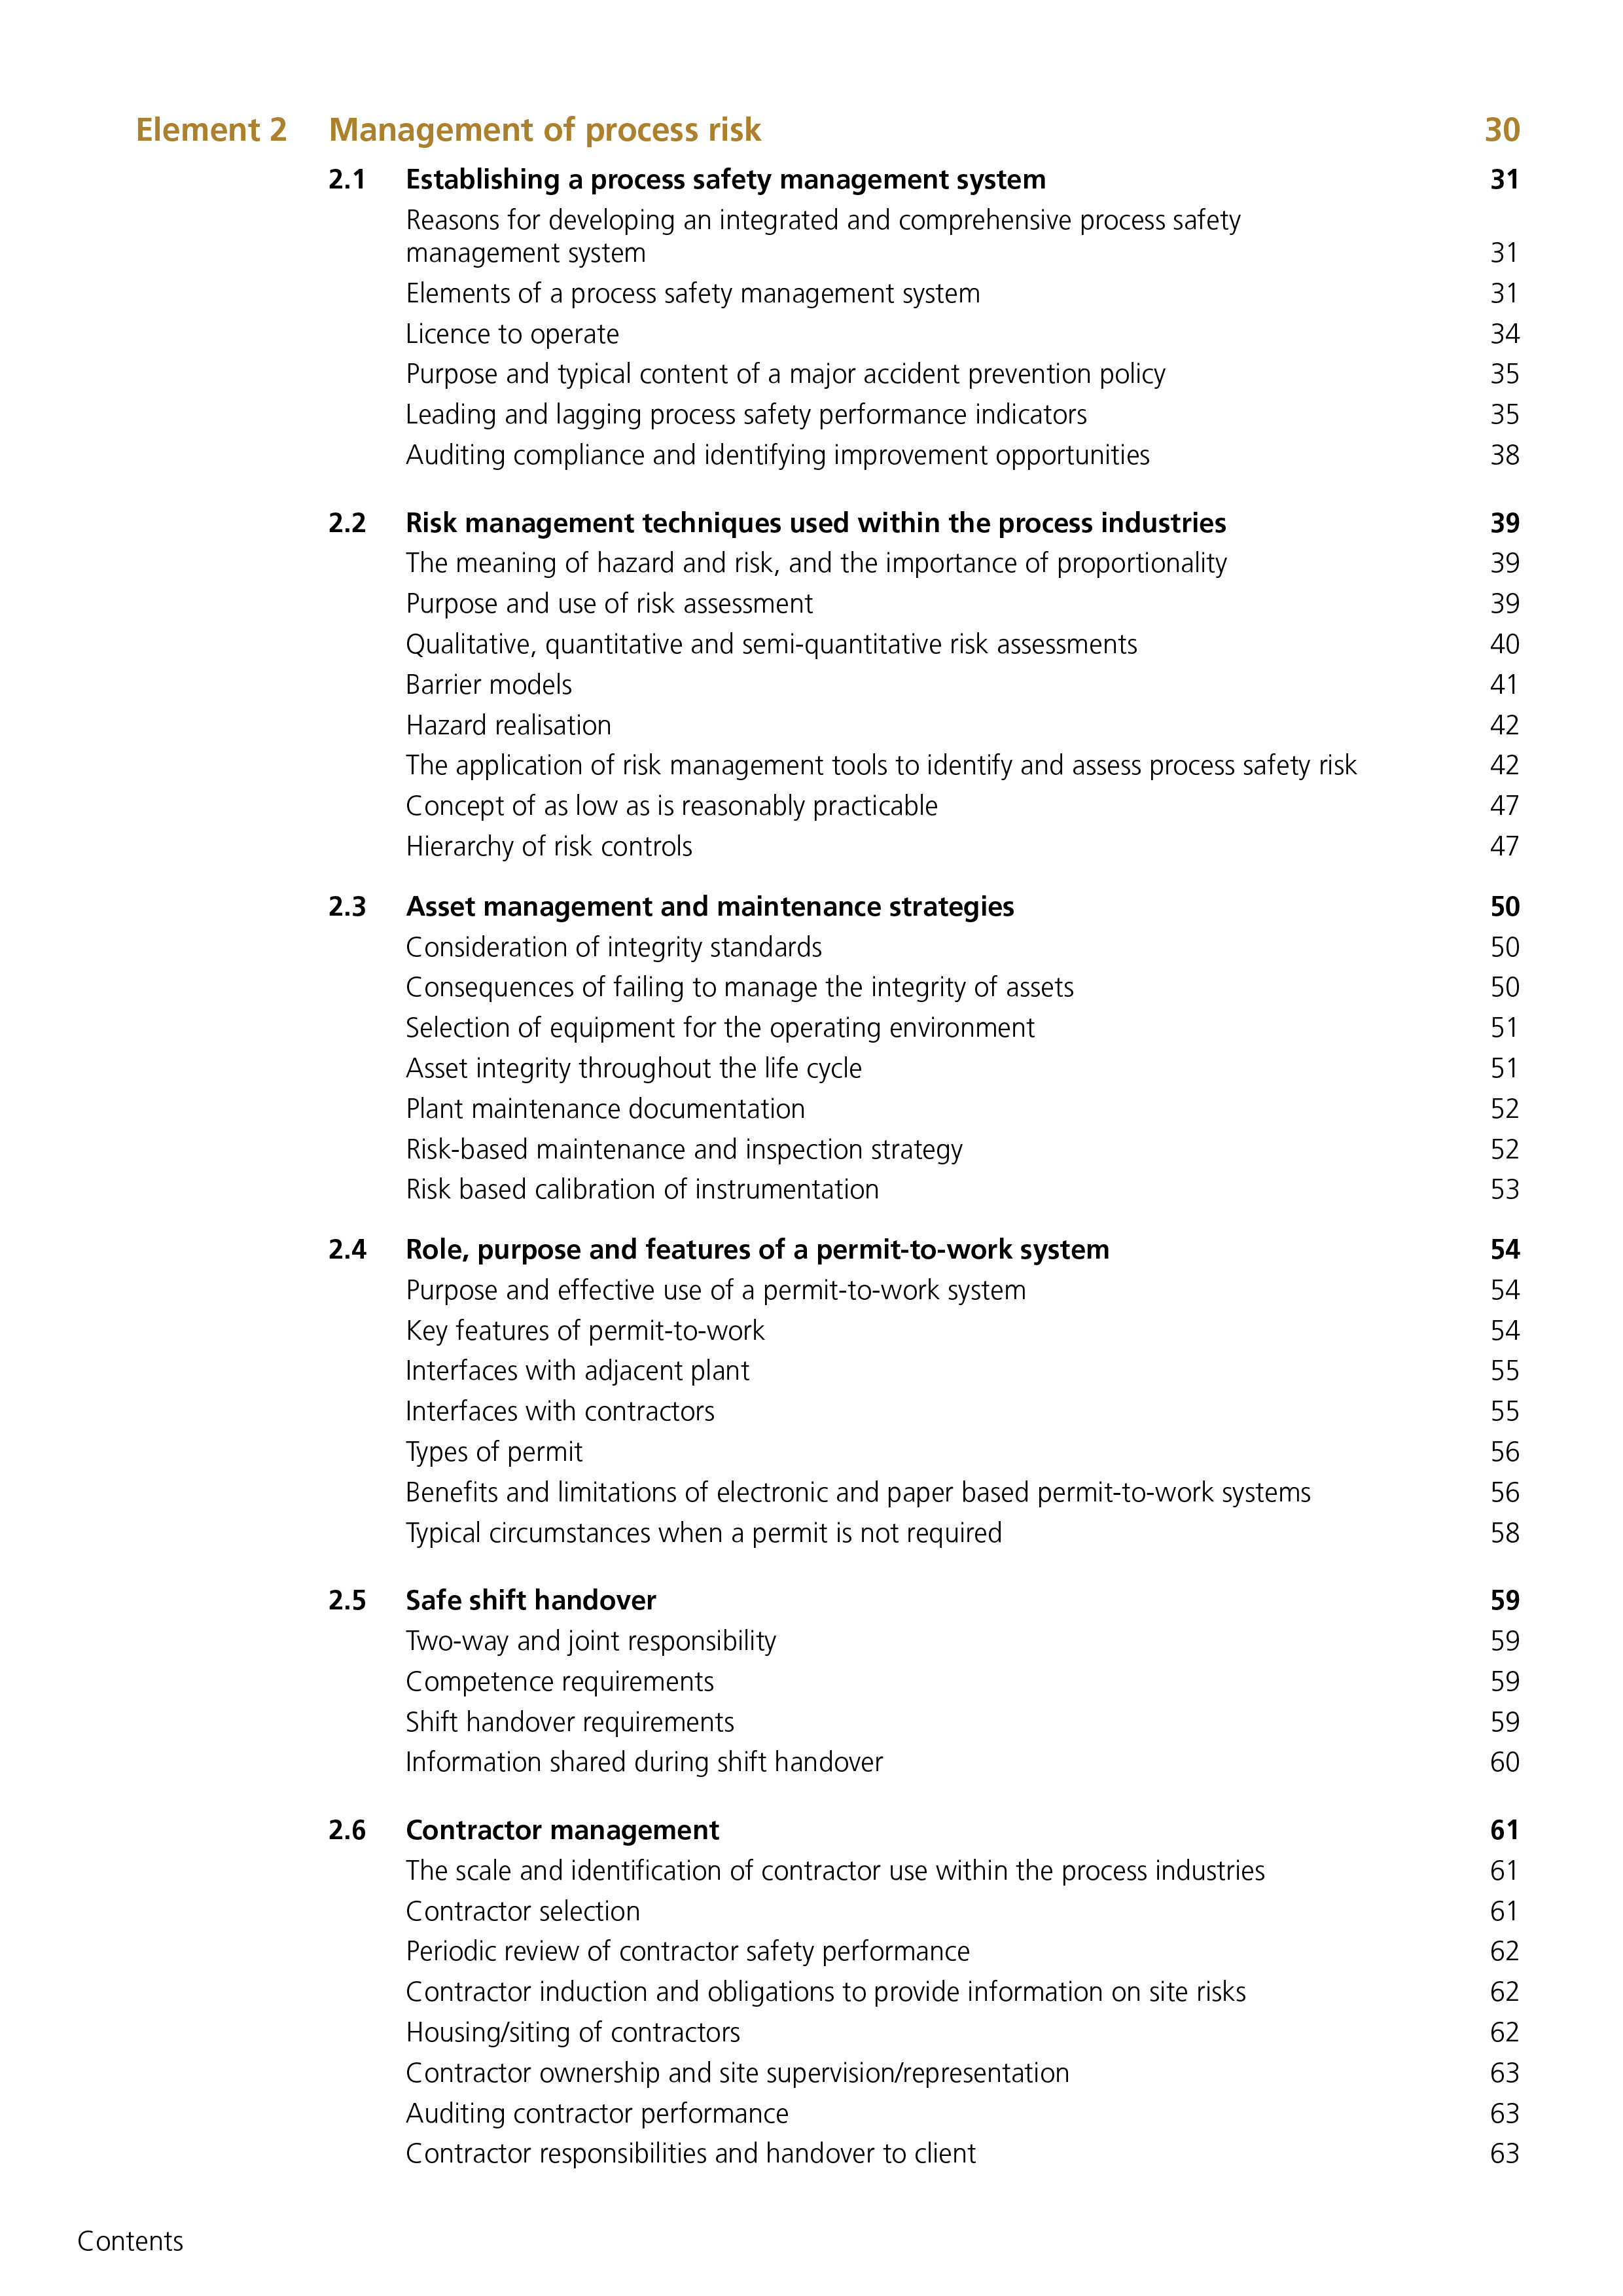 Element 2 Management of process risk 30
2.1 Establishing a process safety management system 31
Reasons for developing an integrated and comprehensive process safety
management system 31
Elements of a process safety management system 31
Licence to operate 34
Purpose and typical content of a major accident prevention policy 35
Leading and lagging process safety performance indicators 35
Auditing compliance and identifying improvement opportunities 38
2.2 Risk management techniques used within the process industries 39
The meaning of hazard and risk, and the importance of proportionality 39
Purpose and use of risk assessment 39
Qualitative, quantitative and semi-quantitative risk assessments 40
Barrier models 41
Hazard realisation 42
The application of risk management tools to identify and assess process safety risk 42
Concept of as low as is reasonably practicable 47
Hierarchy of risk controls 47
2.3 Asset management and maintenance strategies 50
Consideration of integrity standards 50
Consequences of failing to manage the integrity of assets 50
Selection of equipment for the operating environment 51
Asset integrity throughout the life cycle 51
Plant maintenance documentation 52
Risk-based maintenance and inspection strategy 52
Risk based calibration of instrumentation 53
2.4 Role, purpose and features of a permit-to-work system 54
Purpose and effective use of a permit-to-work system 54
Key features of permit-to-work 54
Interfaces with adjacent plant 55
Interfaces with contractors 55
Types of permit 56
Benefits and limitations of electronic and paper based permit-to-work systems 56
Typical circumstances when a permit is not required 58
2.5 Safe shift handover 59
Two-way and joint responsibility 59
Competence requirements 59
Shift handover requirements 59
Information shared during shift handover 60
2.6 Contractor management 61
The scale and identification of contractor use within the process industries 61
Contractor selection 61
Periodic review of contractor safety performance 62
Contractor induction and obligations to provide information on site risks 62
Housing/siting of contractors 62
Contractor ownership and site supervision/representation 63
Auditing contractor performance 63
Contractor responsibilities and handover to client 63
Contents